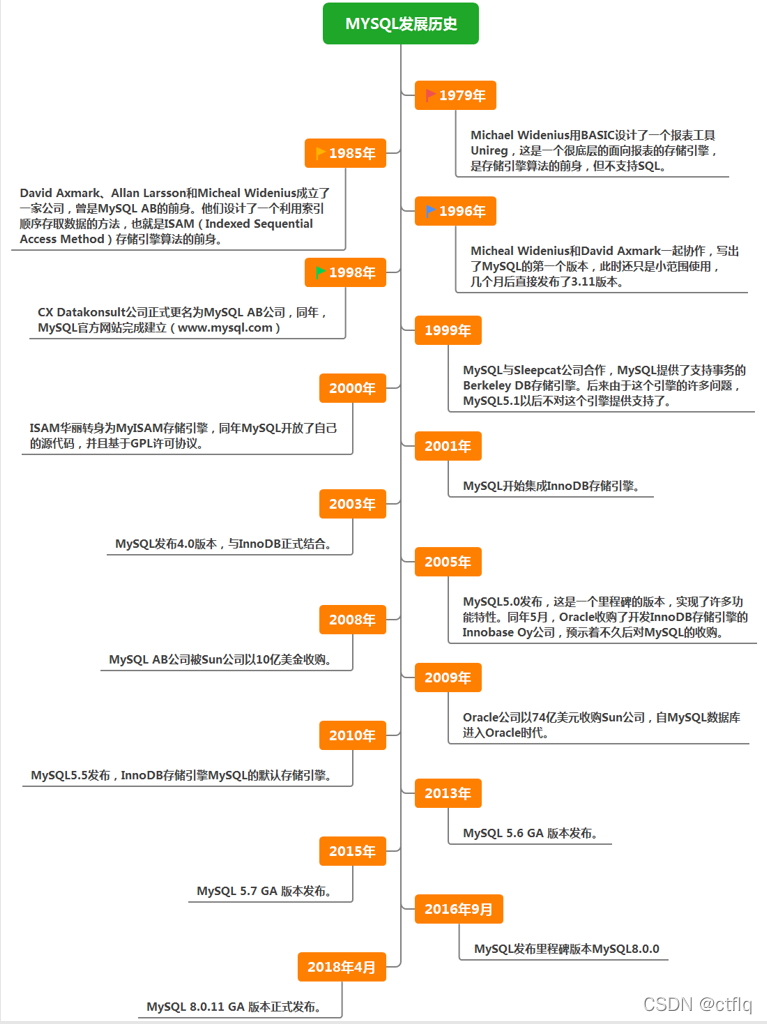 MYSQL发展历史
1979年
Michael Widenius用BASIC设计了一个报表工具
Unireg，这是一个很底层的面向报表的存储引擎，
是存储引擎算法的前身，但不支持SQL。
1985年
David Axmark、Allan Larsson和Micheal Widenius成立了
一家公司，曾是MySQL AB的前身。他们设计了一个利用索引
顺序存取数据的方法，也就是ISAM（Indexed Sequential
Access Method）存储引擎算法的前身。
1996年
Micheal Widenius和David Axmark一起协作，写出
了MySQL的第一个版本，此时还只是小范围使用，
几个月后直接发布了3.11版本。
1998年
CX Datakonsult公司正式更名为MySQL AB公司，同年，
MySQL官方网站完成建立（www.mysql.com）
1999年
MySQL与Sleepcat公司合作，MySQL提供了支持事务的
Berkeley DB存储引擎。后来由于这个引擎的许多问题，
MySQL5.1以后不对这个引擎提供支持了。
2000年
ISAM华丽转身为MyISAM存储引擎，同年MySQL开放了自己
的源代码，并且基于GPL许可协议。
2001年
MySQL开始集成InnoDB存储引擎。
2003年
MySQL发布4.0版本，与InnoDB正式结合。
2005年
MySQL5.0发布，这是一个里程碑的版本，实现了许多功
能特性。同年5月，Oracle收购了开发InnoDB存储引擎的
Innobase Oy公司，预示着不久后对MySQL的收购。
2008年
MySQL AB公司被Sun公司以10亿美金收购。
2009年
Oracle公司以74亿美元收购Sun公司，自MySQL数据库
进入Oracle时代。
2010年
MySQL5.5发布，InnoDB存储引擎MySQL的默认存储引擎。
2013年
MySQL 5.6 GA 版本发布。
2015年
MySQL 5.7 GA 版本发布。
2016年9月
MySQL发布里程碑版本MySQL8.0.0
2018年4月
MySQL 8.0.11 GA 版本正式发布。
CSDN @ctflq